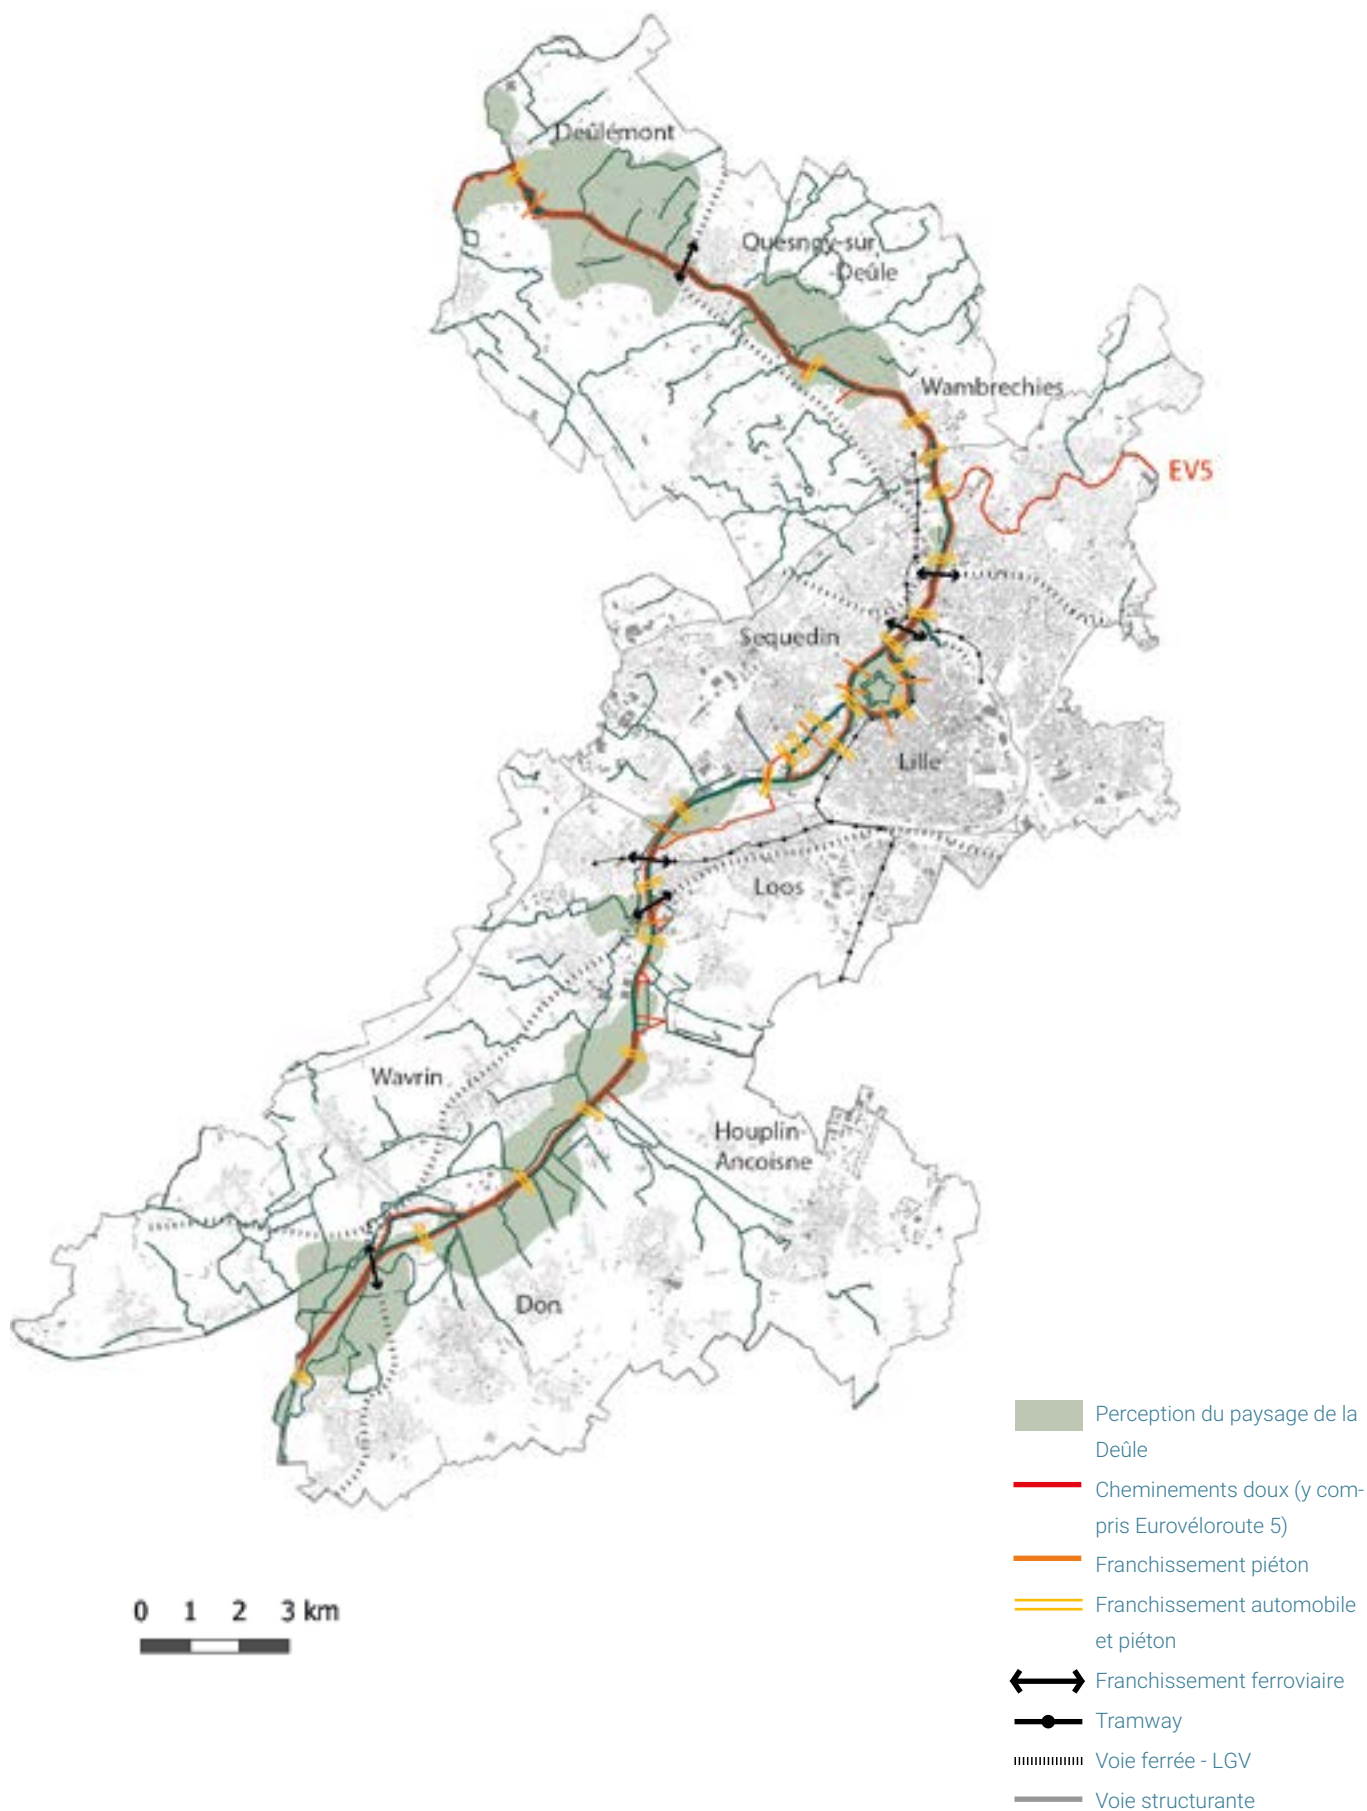 Deûlémont
Quesnoy-sur
-Deûle
Wambrechies
EV5
Sequedin
Lille
Loos
Wavrin
Houplin-
Ancoisne
Don
Perception du paysage de la
Deûle
Cheminements doux (y com-
pris Eurovéloroute 5)
Franchissement piéton
Franchissement automobile
et piéton
Franchissement ferroviaire
Tramway
Voie ferrée - LGV
Voie structurante
0 1 2 3 km